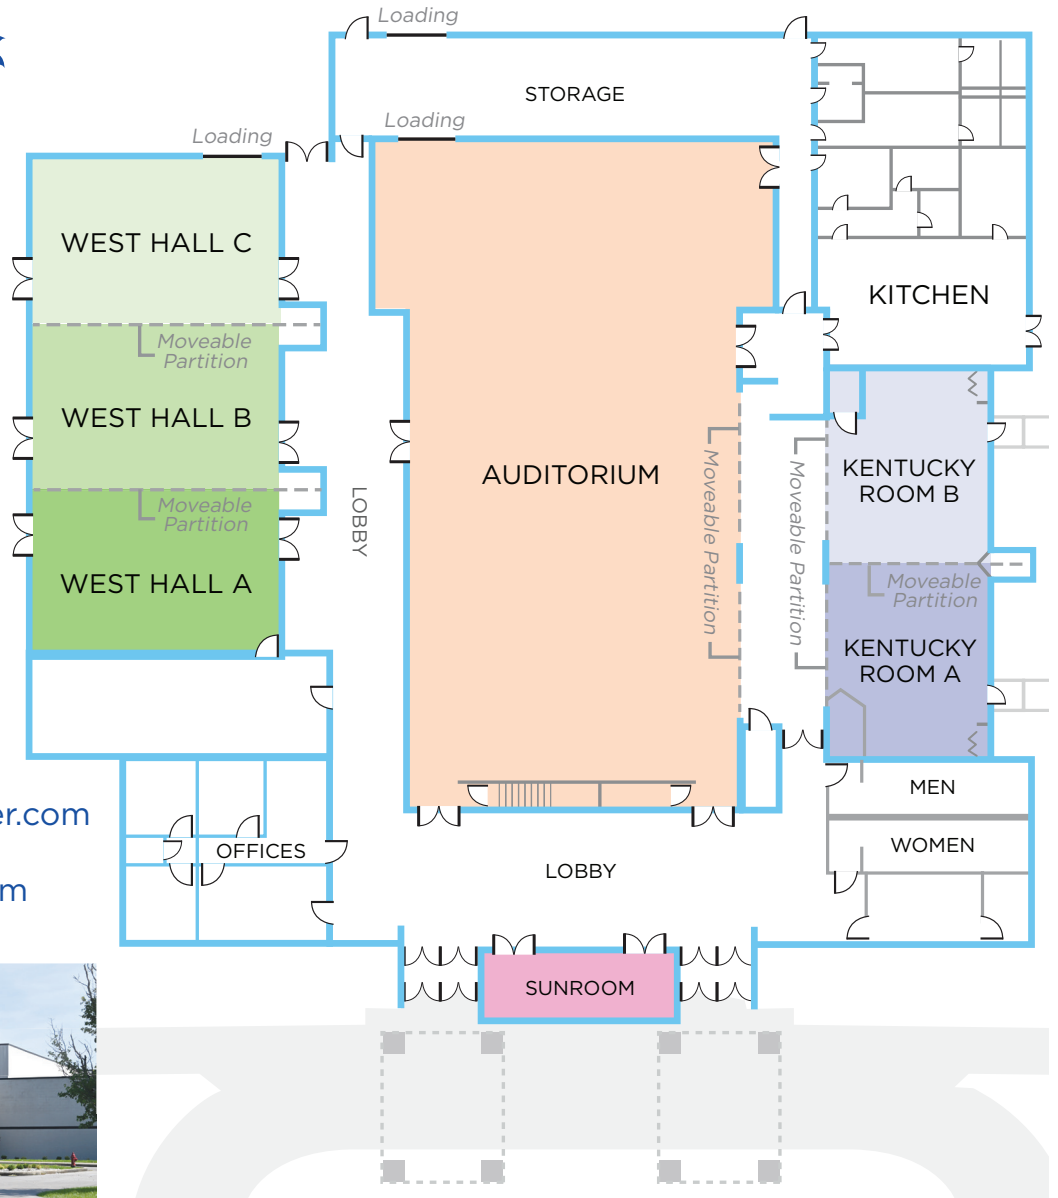 Loading
STORAGE
Loading
Loading
WEST HALL C
KITCHEN
Moveable
Partition
WEST HALL B
AUDITORIUM
KENTUCKY
ROOM B
Moveable Partition
Moveable Partition
LOBBY
Moveable
Partition
WEST HALL A
Moveable
Partition
KENTUCKY
ROOM A
MEN
er.com
OFFICES
WOMEN
LOBBY
m
SUNROOM